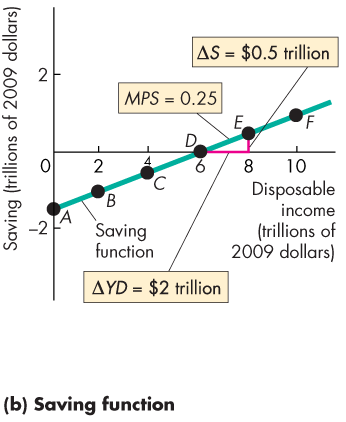 Saving (trillions of 2009 dollars)
ΔS = $0.5 trillion
2
MPS = 0.25
E
F
D
0
2
4
6
8
10
C
B
A
Disposable
income
(trillions of
2009 dollars)
–2
Saving
function
ΔYD = $2 trillion
(b) Saving function